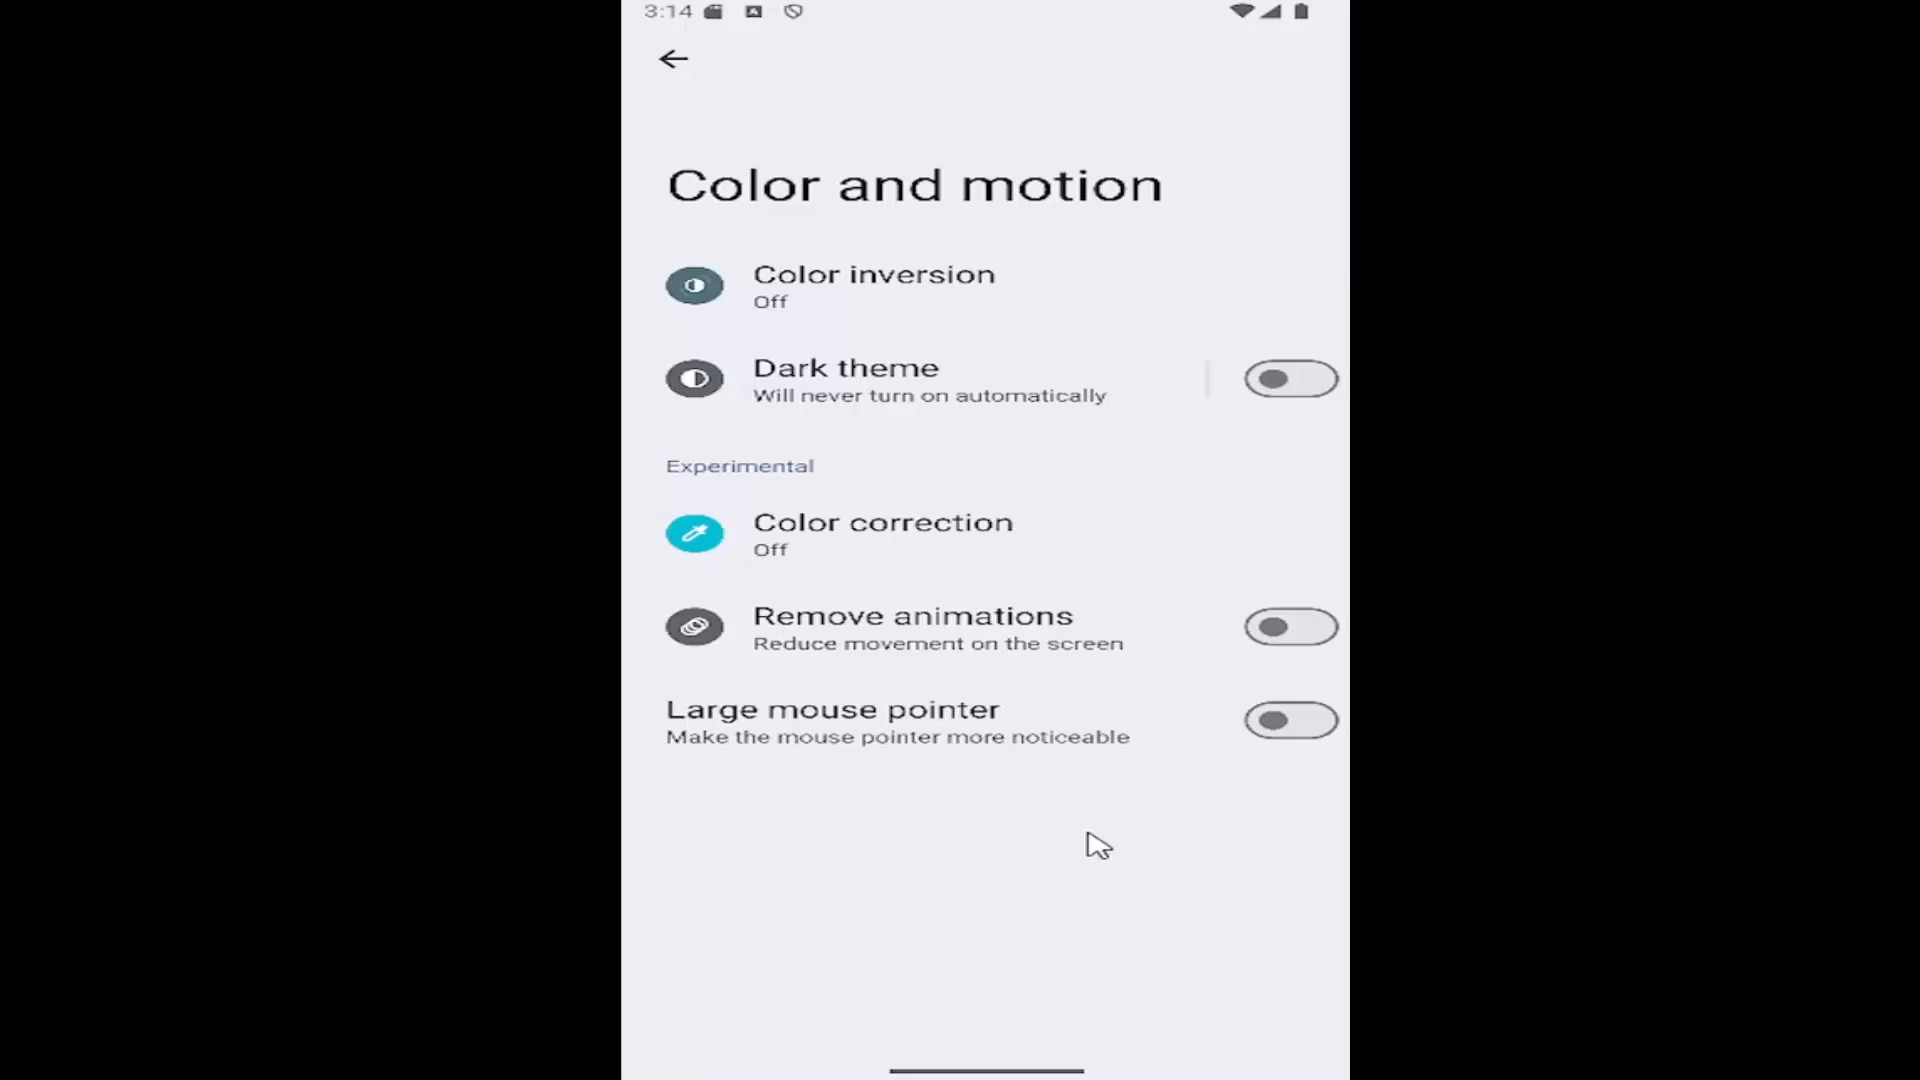 3:14
Color and motion
Color inversion
Off
Dark theme
Will never turn on automatically
Experimental
Color correction
Off
Remove animations
Reduce movement on the screen
Large mouse pointer
Make the mouse pointer more noticeable